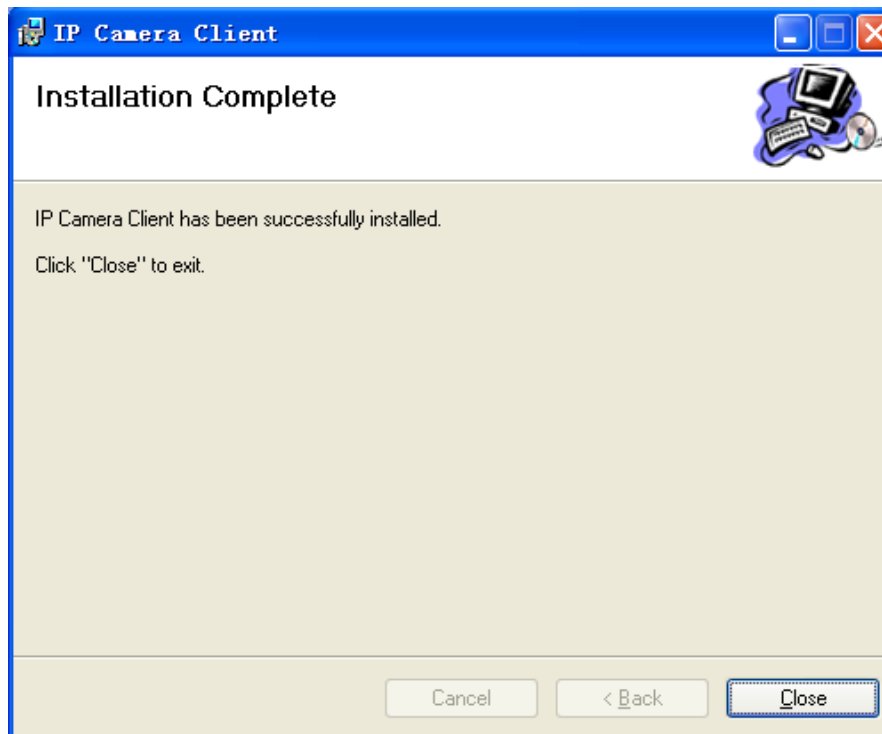 IP Camera Client
Installation Complete
IP Camera Client has been successfully installed.
Click "Close" to exit.
Cancel
< Back
Close